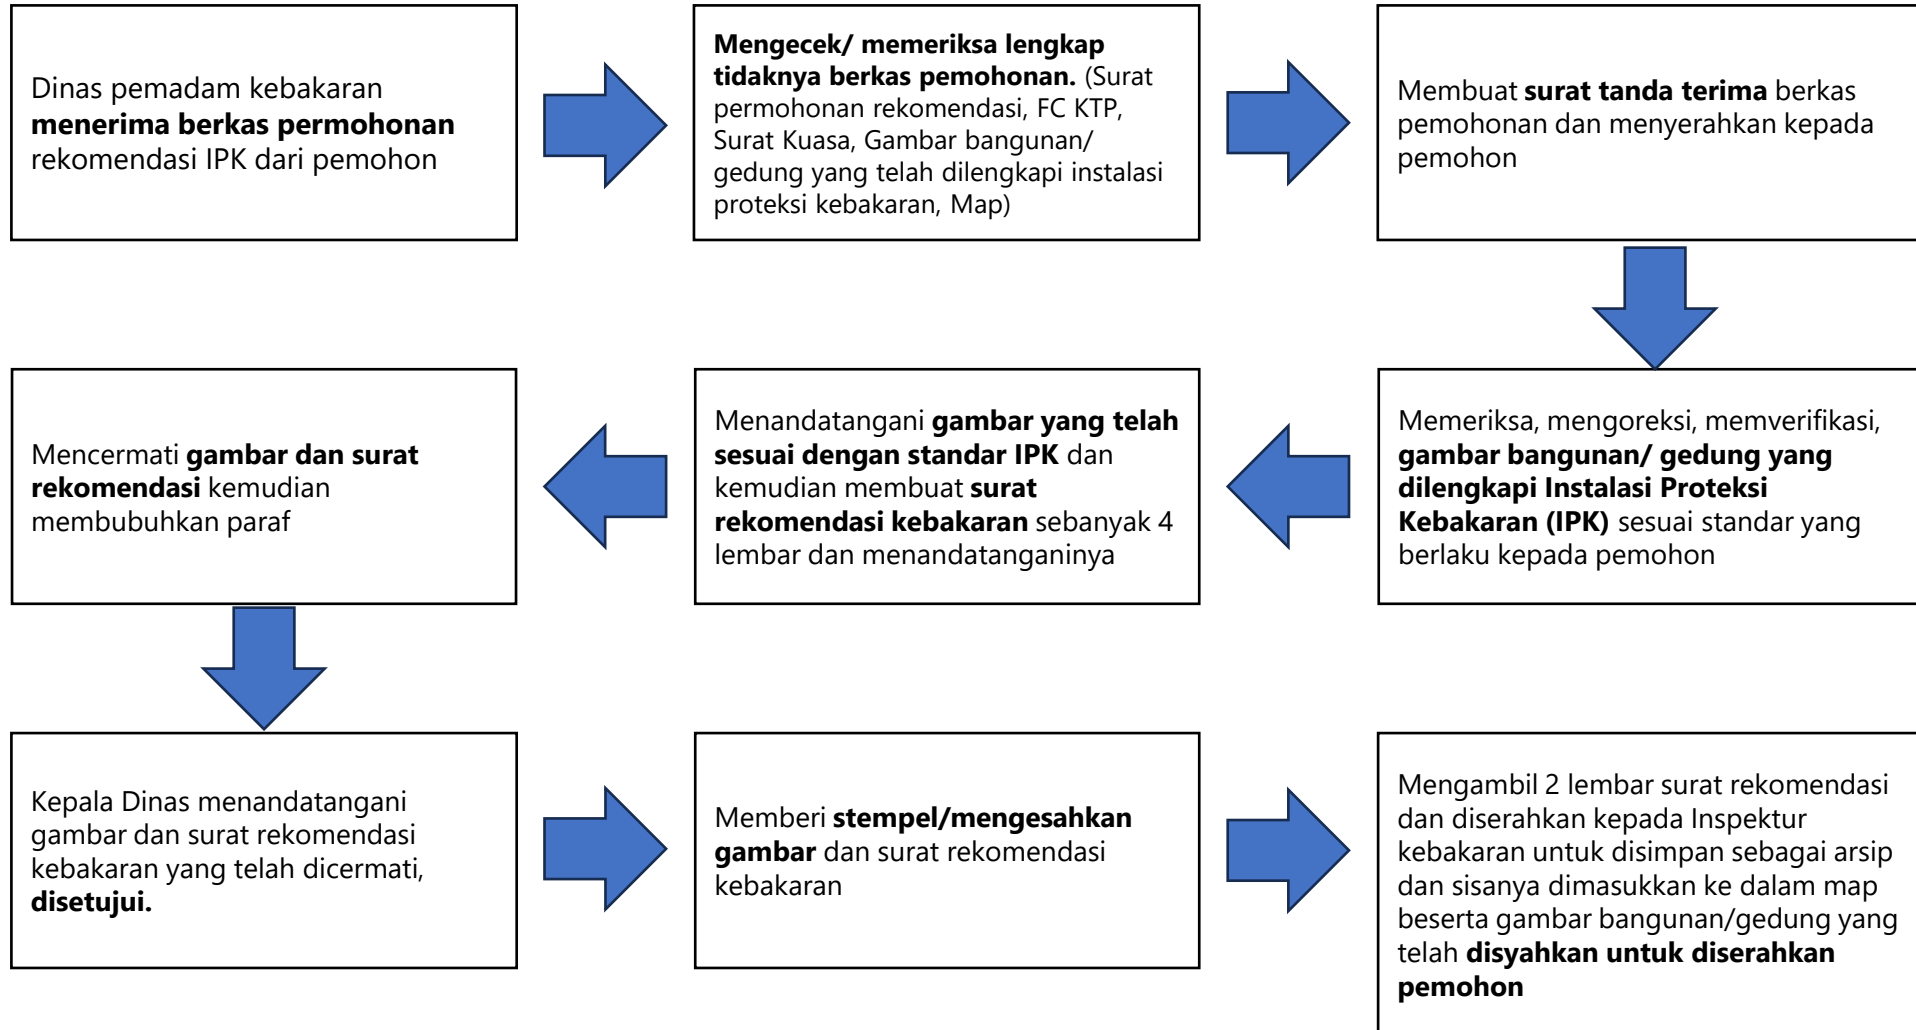 Dinas pemadam kebakaran
menerima berkas permohonan
rekomendasi IPK dari pemohon
Mengecek/ memeriksa lengkap
tidaknya berkas pemohonan. (Surat
permohonan rekomendasi, FC KTP,
Surat Kuasa, Gambar bangunan/
gedung yang telah dilengkapi instalasi
proteksi kebakaran, Map)
Membuat surat tanda terima berkas
pemohonan dan menyerahkan kepada
pemohon
Memeriksa, mengoreksi, memverifikasi,
gambar bangunan/ gedung yang
dilengkapi Instalasi Proteksi
Kebakaran (IPK) sesuai standar yang
berlaku kepada pemohon
Menandatangani gambar yang telah
sesuai dengan standar IPK dan
kemudian membuat surat
rekomendasi kebakaran sebanyak 4
lembar dan menandatanganinya
Mencermati gambar dan surat
rekomendasi kemudian
membubuhkan paraf
Kepala Dinas menandatangani
gambar dan surat rekomendasi
kebakaran yang telah dicermati,
disetujui.
Memberi stempel/mengesahkan
gambar dan surat rekomendasi
kebakaran
Mengambil 2 lembar surat rekomendasi
dan diserahkan kepada Inspektur
kebakaran untuk disimpan sebagai arsip
dan sisanya dimasukkan ke dalam map
beserta gambar bangunan/gedung yang
telah disyahkan untuk diserahkan
pemohon